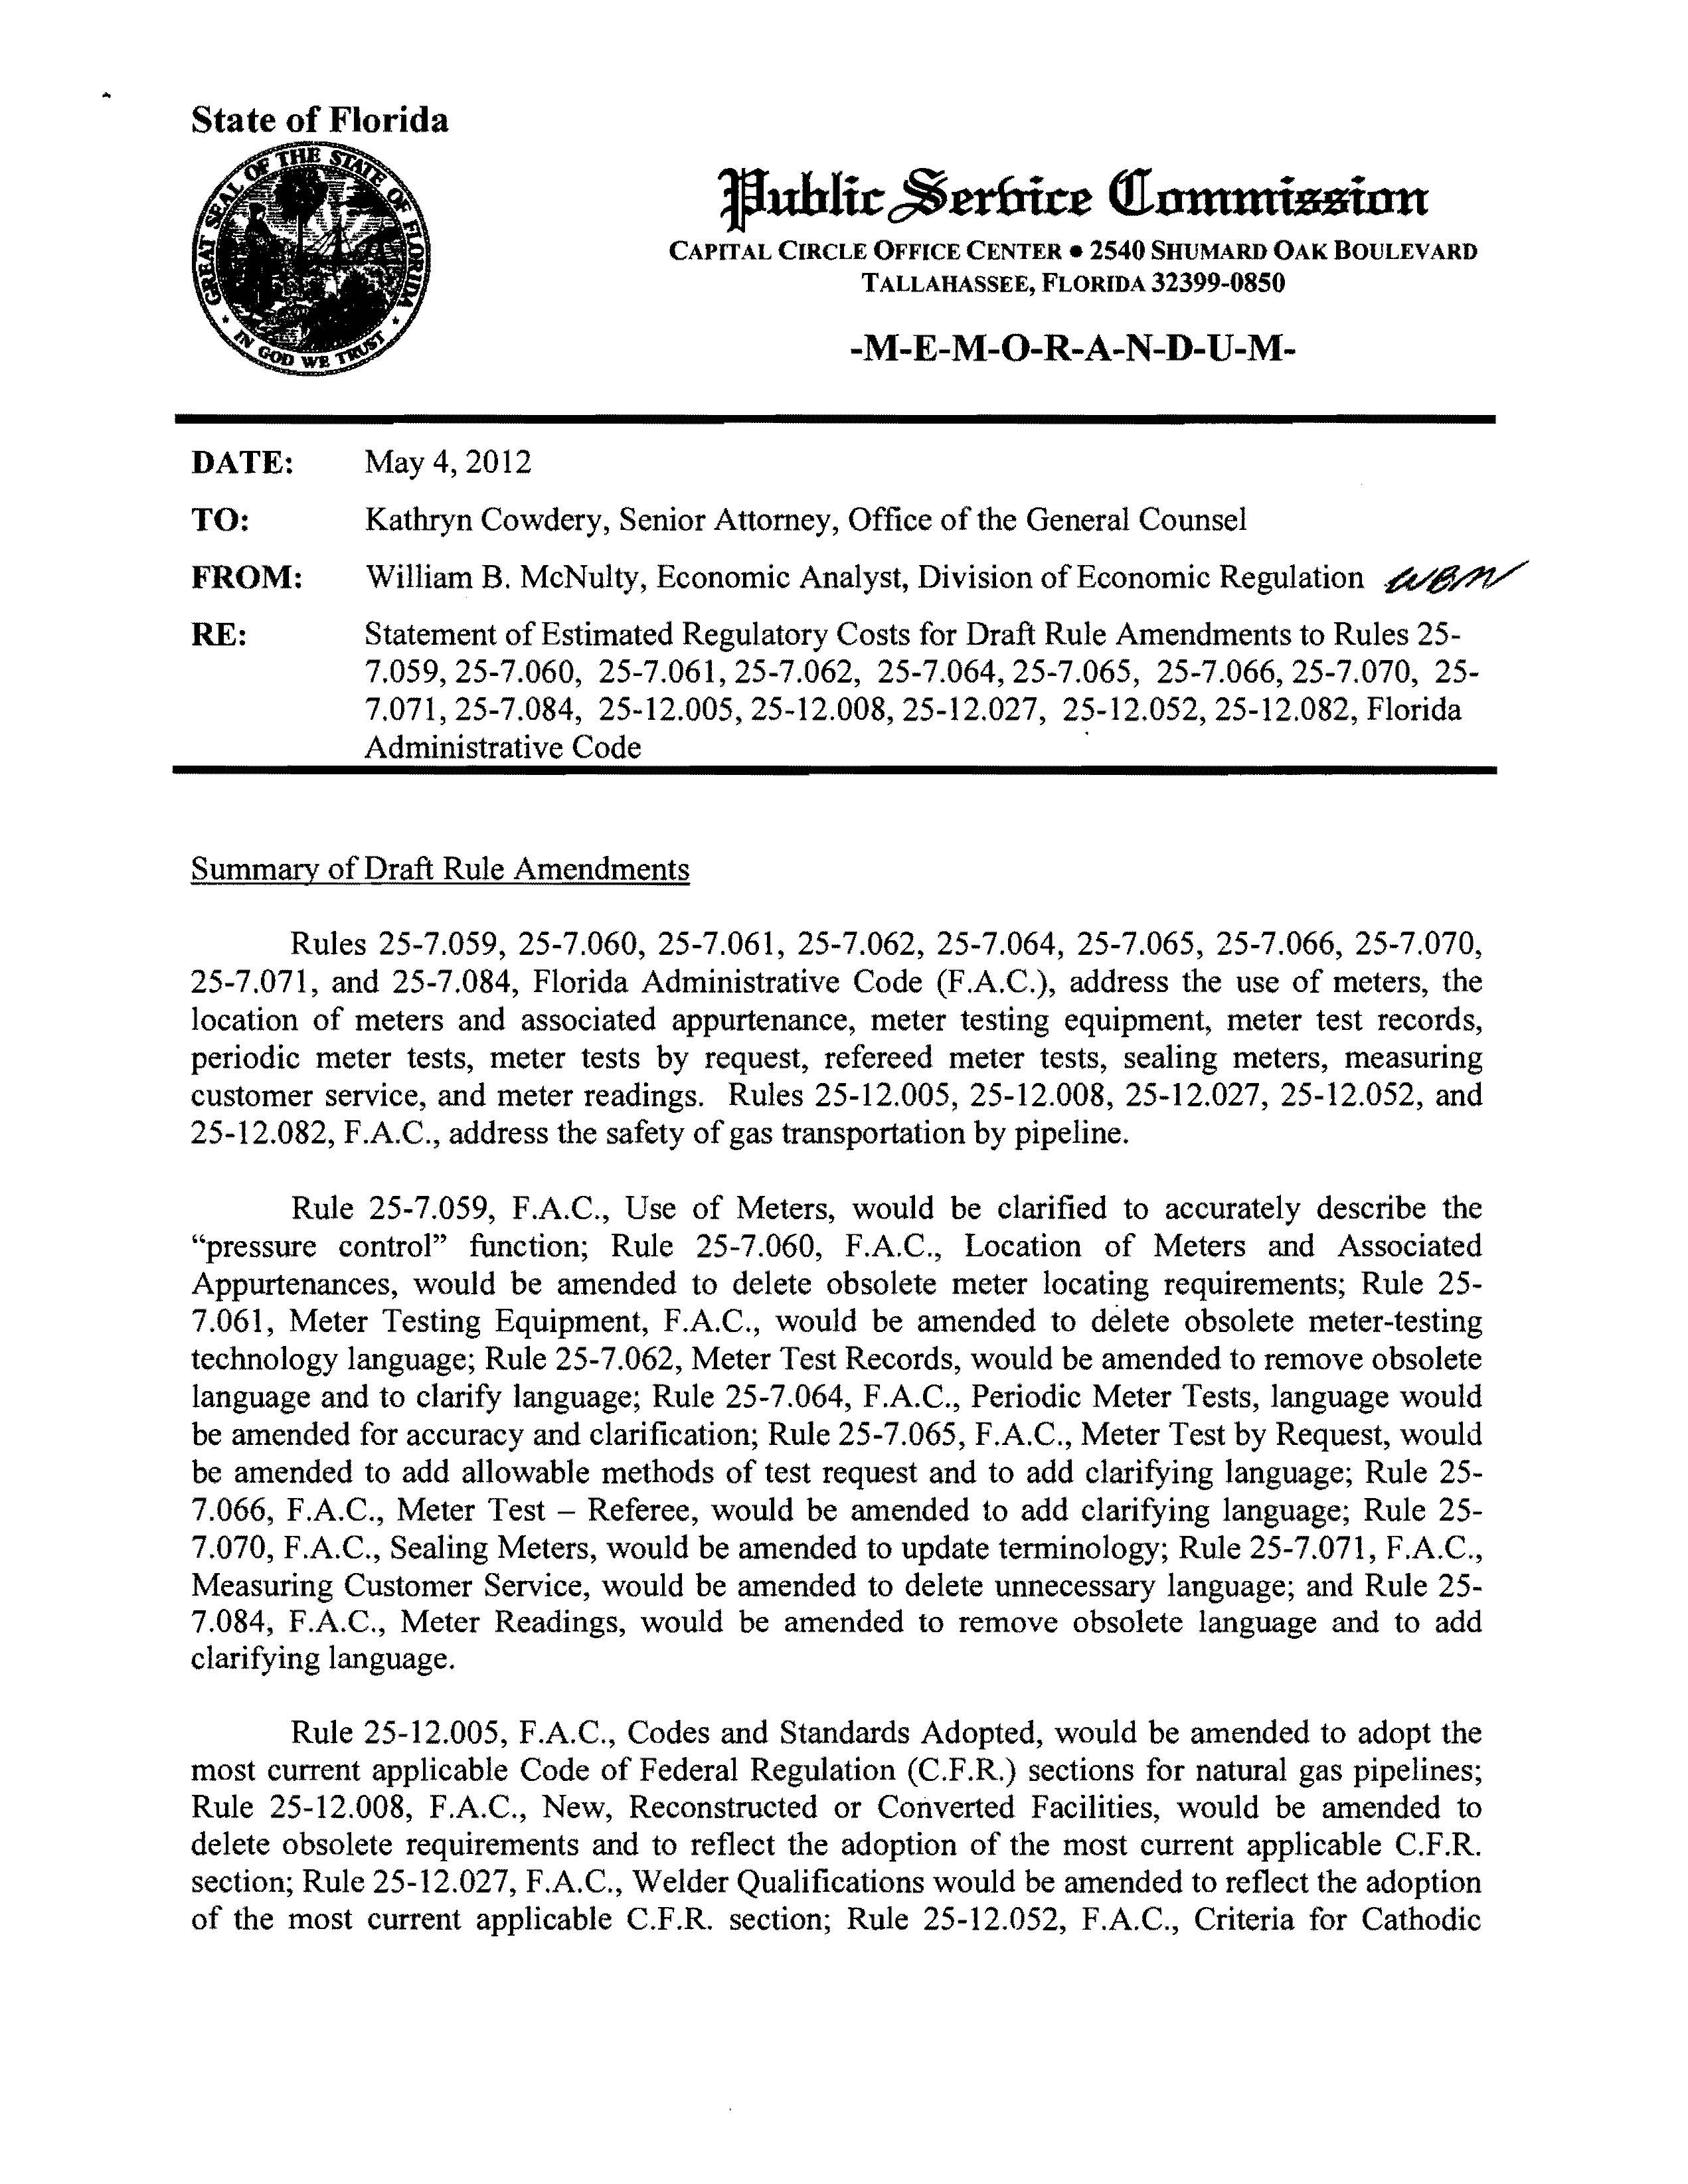 State of Florida
GREAT SEAL OF THE STATE OF FLORIDA
IN GOD WE TRUST
Public Service Commission
CAPITAL CIRCLE OFFICE CENTER ● 2540 SHUMARD OAK BOULEVARD
TALLAHASSEE, FLORIDA 32399-0850
-M-E-M-O-R-A-N-D-U-M-
DATE: May 4, 2012
TO: Kathryn Cowdery, Senior Attorney, Office of the General Counsel
FROM: William B. McNulty, Economic Analyst, Division of Economic Regulation WBM
RE: Statement of Estimated Regulatory Costs for Draft Rule Amendments to Rules 25-
7.059, 25-7.060, 25-7.061, 25-7.062, 25-7.064, 25-7.065, 25-7.066, 25-7.070, 25-
7.071, 25-7.084, 25-12.005, 25-12.008, 25-12.027, 25-12.052, 25-12.082, Florida
Administrative Code
Summary of Draft Rule Amendments
Rules 25-7.059, 25-7.060, 25-7.061, 25-7.062, 25-7.064, 25-7.065, 25-7.066, 25-7.070,
25-7.071, and 25-7.084, Florida Administrative Code (F.A.C.), address the use of meters, the
location of meters and associated appurtenance, meter testing equipment, meter test records,
periodic meter tests, meter tests by request, refereed meter tests, sealing meters, measuring
customer service, and meter readings. Rules 25-12.005, 25-12.008, 25-12.027, 25-12.052, and
25-12.082, F.A.C., address the safety of gas transportation by pipeline.
Rule 25-7.059, F.A.C., Use of Meters, would be clarified to accurately describe the
“pressure control” function; Rule 25-7.060, F.A.C., Location of Meters and Associated
Appurtenances, would be amended to delete obsolete meter locating requirements; Rule 25-
7.061, Meter Testing Equipment, F.A.C., would be amended to delete obsolete meter-testing
technology language; Rule 25-7.062, Meter Test Records, would be amended to remove obsolete
language and to clarify language; Rule 25-7.064, F.A.C., Periodic Meter Tests, language would
be amended for accuracy and clarification; Rule 25-7.065, F.A.C., Meter Test by Request, would
be amended to add allowable methods of test request and to add clarifying language; Rule 25-
7.066, F.A.C., Meter Test – Referee, would be amended to add clarifying language; Rule 25-
7.070, F.A.C., Sealing Meters, would be amended to update terminology; Rule 25-7.071, F.A.C.,
Measuring Customer Service, would be amended to delete unnecessary language; and Rule 25-
7.084, F.A.C., Meter Readings, would be amended to remove obsolete language and to add
clarifying language.
Rule 25-12.005, F.A.C., Codes and Standards Adopted, would be amended to adopt the
most current applicable Code of Federal Regulation (C.F.R.) sections for natural gas pipelines;
Rule 25-12.008, F.A.C., New, Reconstructed or Converted Facilities, would be amended to
delete obsolete requirements and to reflect the adoption of the most current applicable C.F.R.
section; Rule 25-12.027, F.A.C., Welder Qualifications would be amended to reflect the adoption
of the most current applicable C.F.R. section; Rule 25-12.052, F.A.C., Criteria for Cathodic